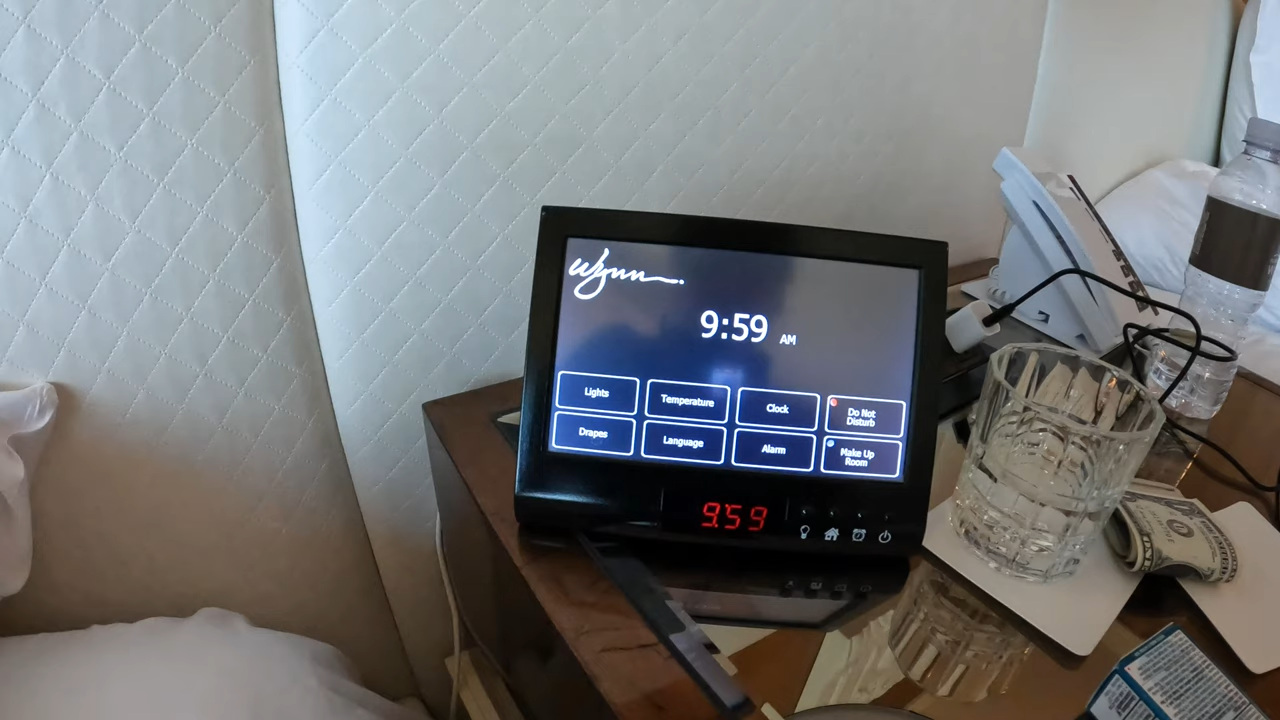 wynn.
9:59 AM
Lights
Temperature
Clock
Do Not
Disturb
Drapes
Language
Alarm
Make Up
Room
9:59